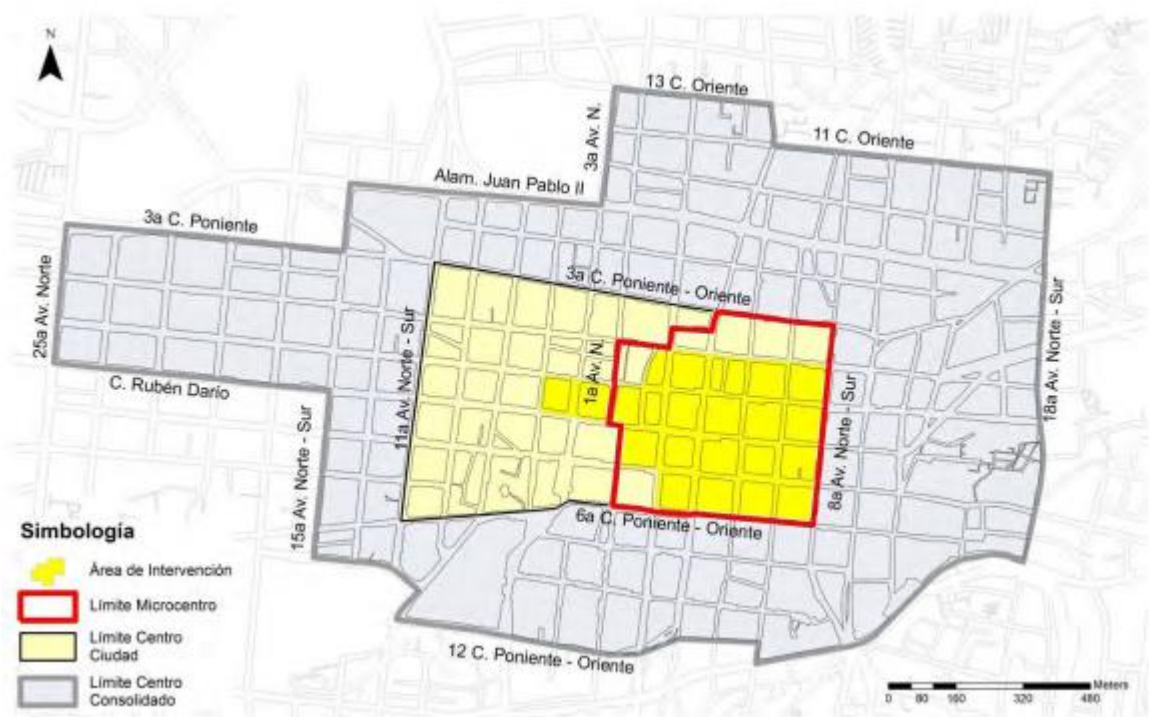 N
13 C. Oriente
3a Av. N.
11 C. Oriente
Alam. Juan Pablo II
3a C. Poniente
3a C. Poniente - Oriente
25a Av. Norte
11a Av. Norte - Sur
1a Av. N.
18a Av. Norte - Sur
C. Rubén Darío
8a Av. Norte - Sur
15a Av. Norte - Sur
6a C. Poniente - Oriente
12 C. Poniente - Oriente
Simbología
Área de Intervención
Límite Microcentro
Límite Centro
Ciudad
Límite Centro
Consolidado
Meters
0 80 160 320 480